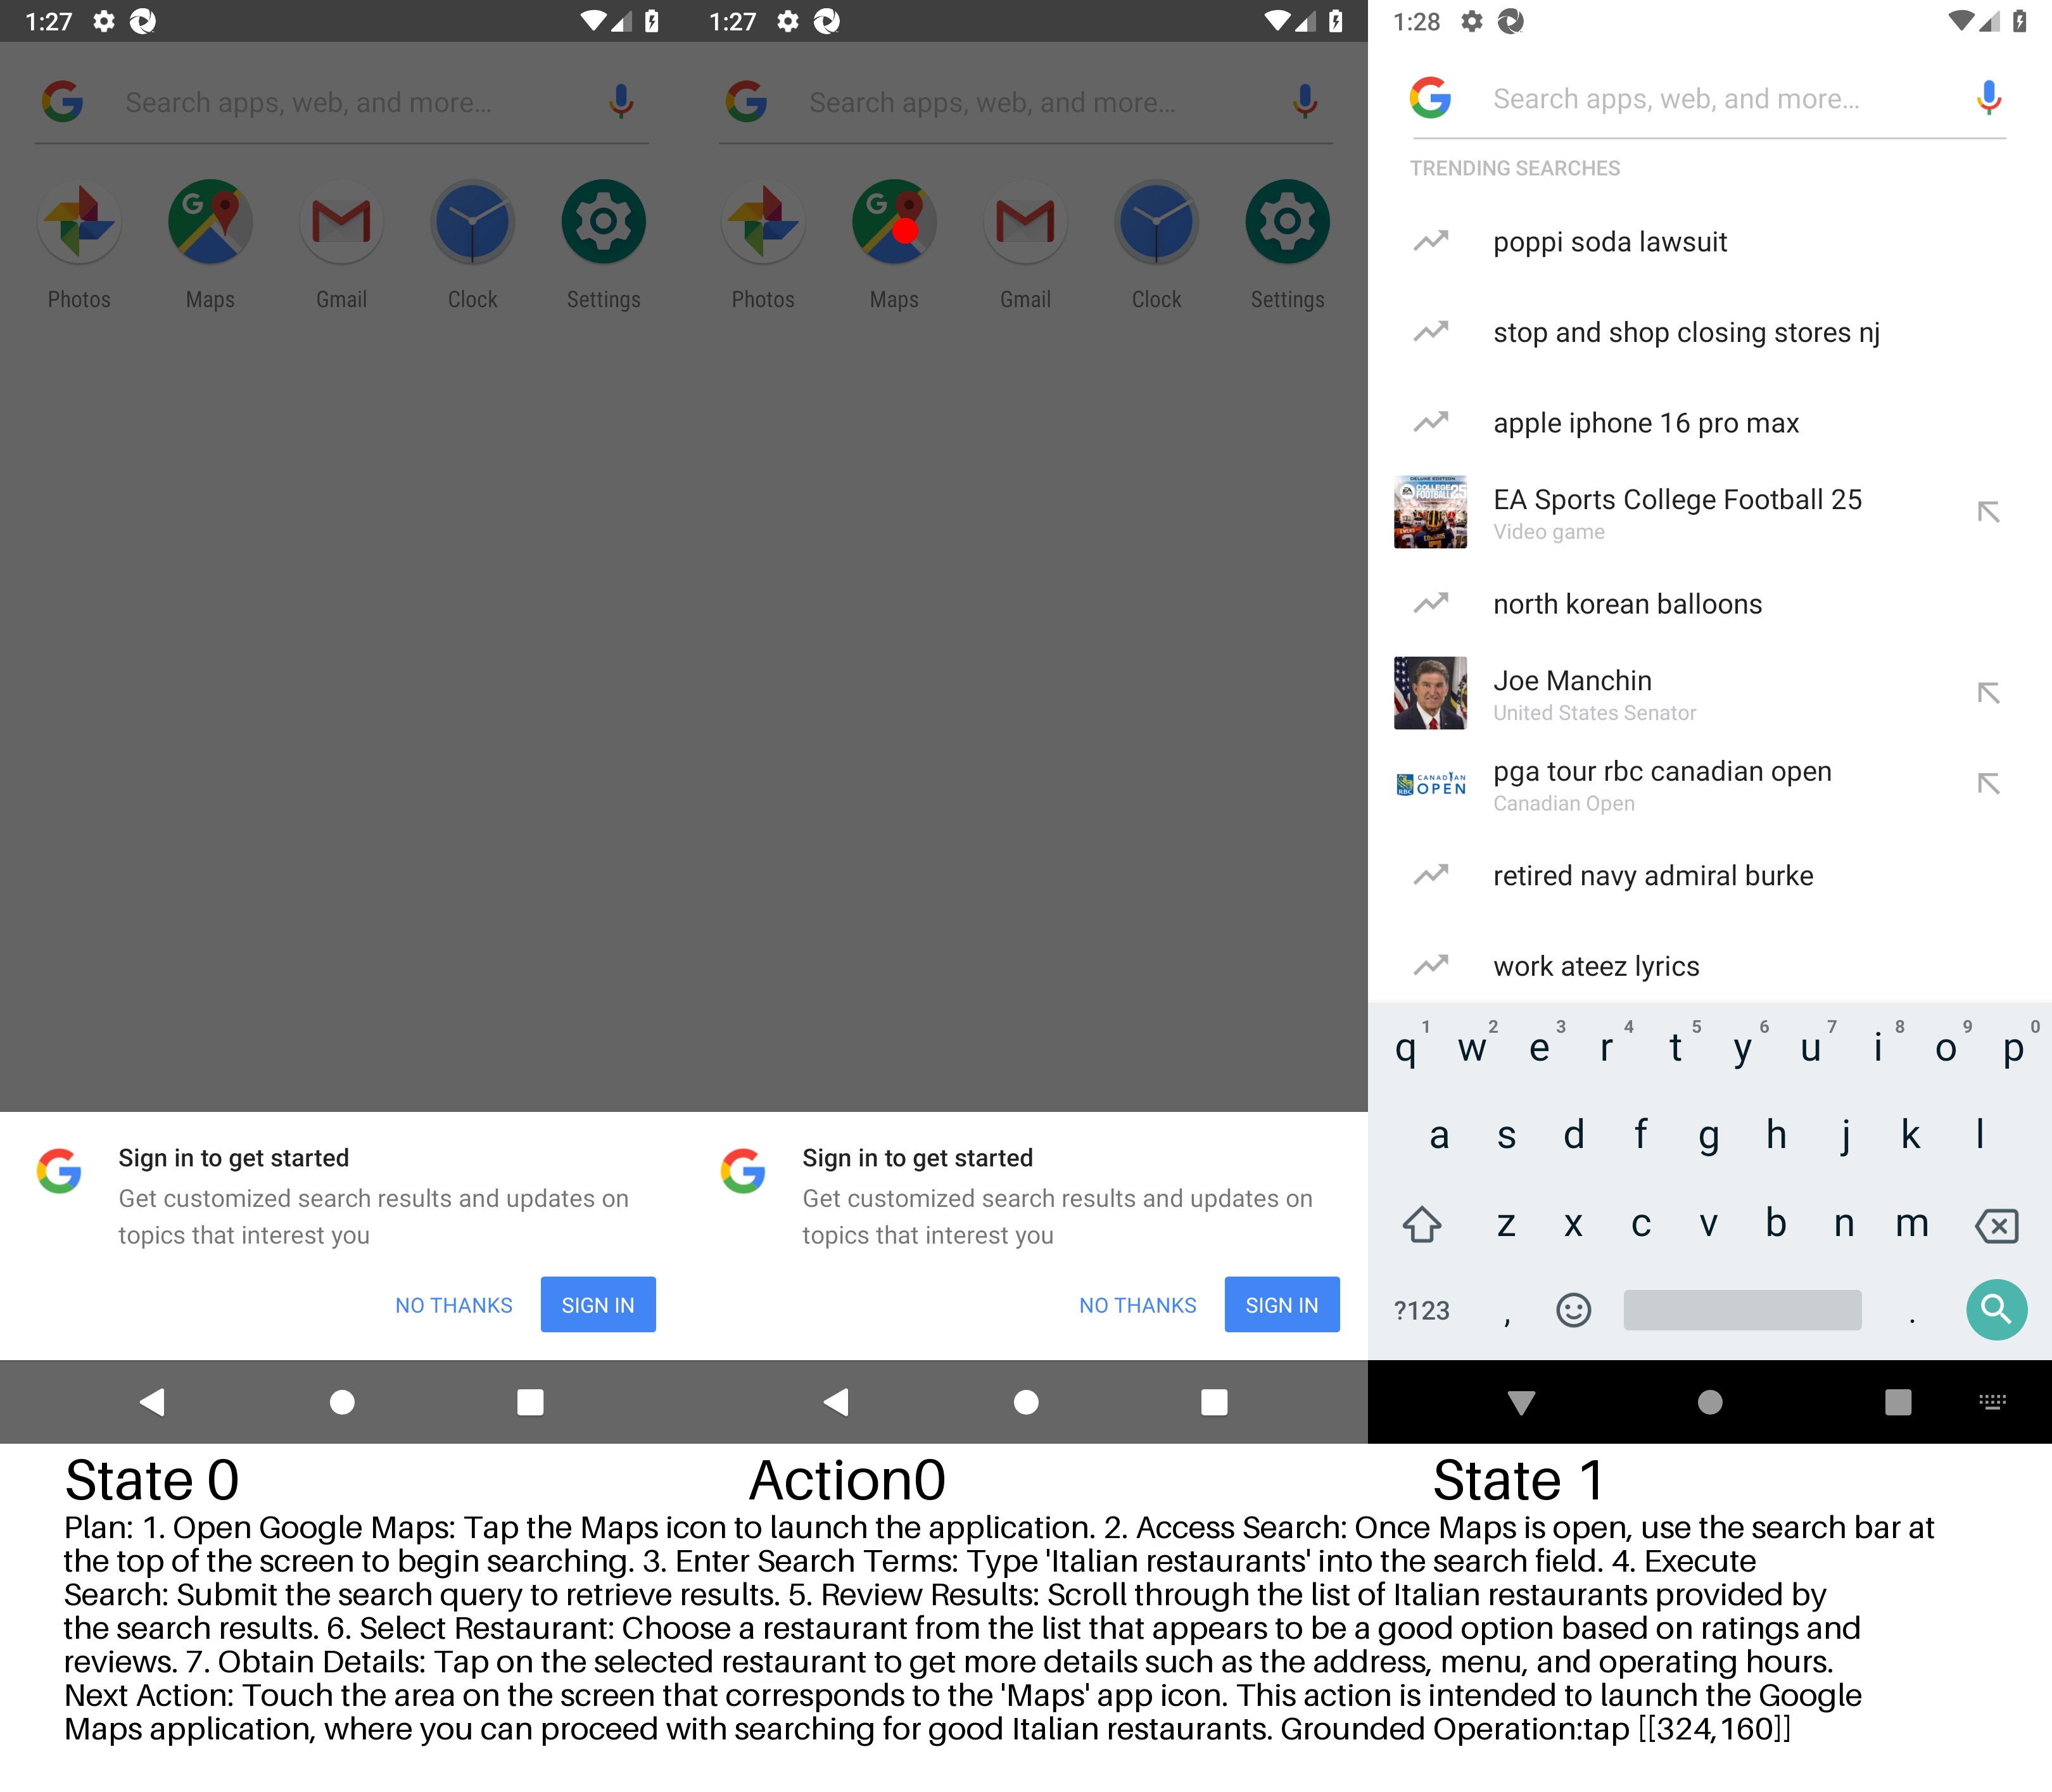 1:27
Search apps, web, and more...
Photos Maps Gmail Clock Settings
Sign in to get started
Get customized search results and updates on
topics that interest you
NO THANKS SIGN IN
1:27
Search apps, web, and more...
Photos Maps Gmail Clock Settings
Sign in to get started
Get customized search results and updates on
topics that interest you
NO THANKS SIGN IN
1:28
Search apps, web, and more...
TRENDING SEARCHES
poppi soda lawsuit
stop and shop closing stores nj
apple iphone 16 pro max
DELUXE EDITION
COLLEGE
FOOTBALL 25
EA Sports College Football 25
Video game
north korean balloons
Joe Manchin
United States Senator
RBC CANADIAN
OPEN
pga tour rbc canadian open
Canadian Open
retired navy admiral burke
work ateez lyrics
q 1 w 2 e 3 r 4 t 5 y 6 u 7 i 8 o 9 p 0
a s d f g h j k l
z x c v b n m
?123 , .
State 0
Action0
State 1
Plan: 1. Open Google Maps: Tap the Maps icon to launch the application. 2. Access Search: Once Maps is open, use the search bar at
the top of the screen to begin searching. 3. Enter Search Terms: Type 'Italian restaurants' into the search field. 4. Execute
Search: Submit the search query to retrieve results. 5. Review Results: Scroll through the list of Italian restaurants provided by
the search results. 6. Select Restaurant: Choose a restaurant from the list that appears to be a good option based on ratings and
reviews. 7. Obtain Details: Tap on the selected restaurant to get more details such as the address, menu, and operating hours.
Next Action: Touch the area on the screen that corresponds to the 'Maps' app icon. This action is intended to launch the Google
Maps application, where you can proceed with searching for good Italian restaurants. Grounded Operation:tap [[324,160]]